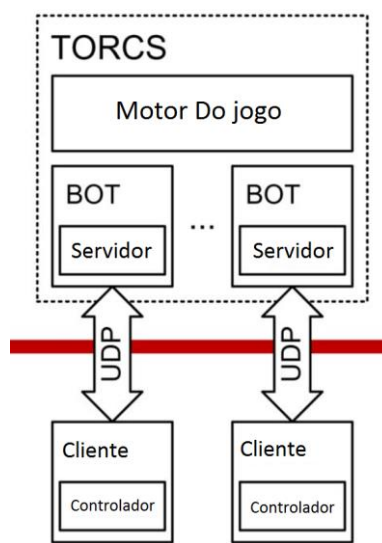 TORCS
Motor Do jogo
BOT
...
BOT
Servidor
Servidor
UDP
UDP
Cliente
Cliente
Controlador
Controlador